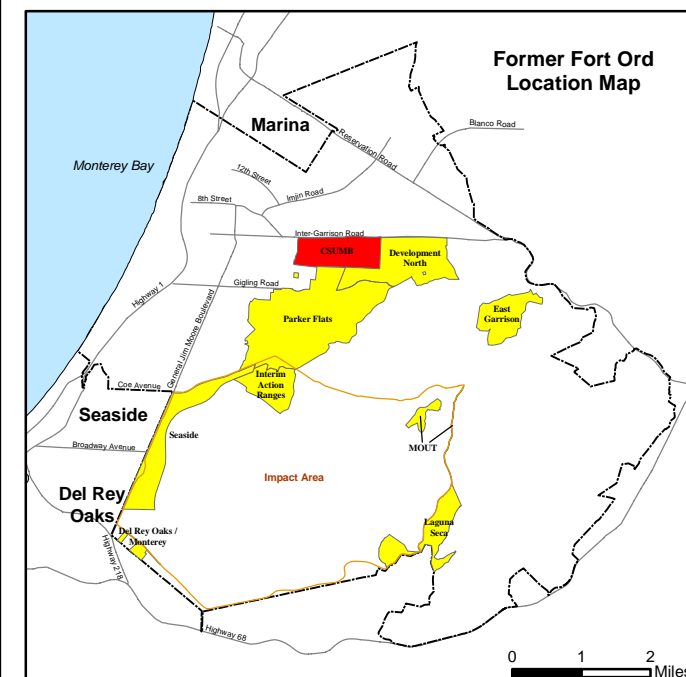 Former Fort Ord
Location Map
Marina
Blanco Road
Reservation Road
Monterey Bay
12th Street
Imjin Road
8th Street
Inter-Garrison Road
CSUMB
Development
North
Gigling Road
Highway 1
General Jim Moore Boulevard
Parker Flats
East
Garrison
Interim
Action
Ranges
Coe Avenue
Seaside
Seaside
Broadway Avenue
MOUT
Impact Area
Del Rey
Oaks
Del Rey Oaks /
Monterey
Laguna
Seca
Highway 218
Highway 68
0 1 2
Miles